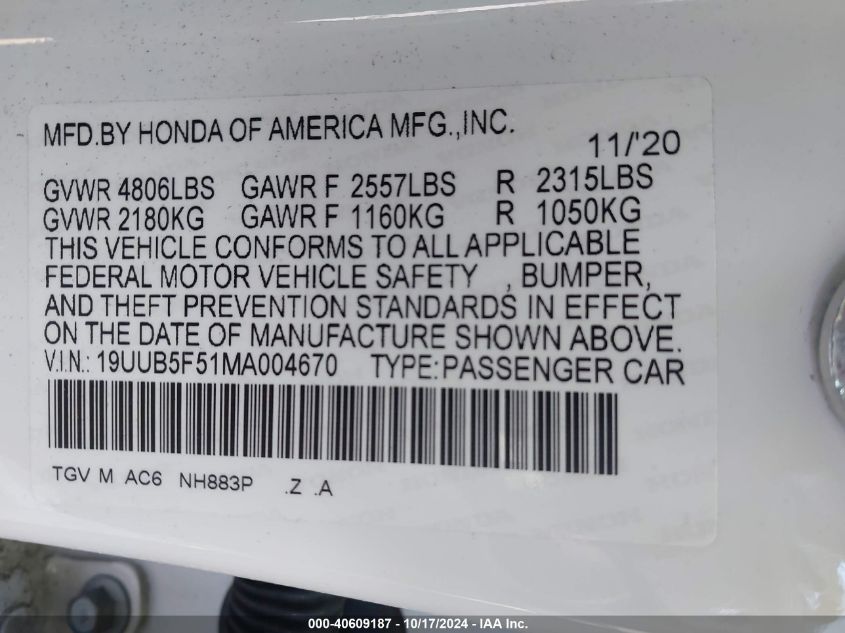 MFD.BY HONDA OF AMERICA MFG.,INC.
11/'20
GVWR 4806LBS GAWR F 2557LBS R 2315LBS
GVWR 2180KG GAWR F 1160KG R 1050KG
THIS VEHICLE CONFORMS TO ALL APPLICABLE
FEDERAL MOTOR VEHICLE SAFETY , BUMPER,
AND THEFT PREVENTION STANDARDS IN EFFECT
ON THE DATE OF MANUFACTURE SHOWN ABOVE.
V.I.N.: 19UUB5F51MA004670 TYPE:PASSENGER CAR
TGV M AC6 NH883P .Z .A
000-40609187 - 10/17/2024 - IAA Inc.